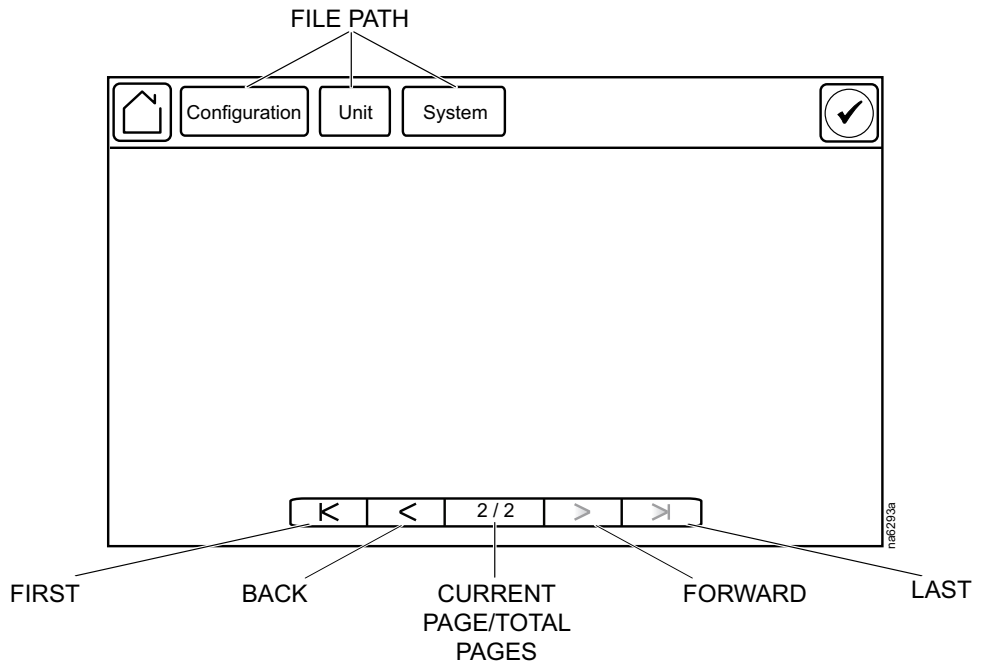 FILE PATH
Configuration Unit System
2 / 2
na6293a
FIRST BACK CURRENT FORWARD LAST
PAGE/TOTAL
PAGES